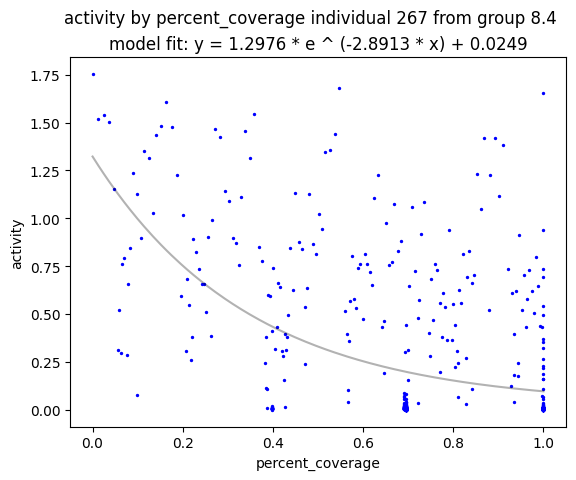 activity by percent_coverage individual 267 from group 8.4
model fit: y = 1.2976 * e ^ (-2.8913 * x) + 0.0249
1.75
1.50
1.25
1.00
0.75
0.50
0.25
0.00
activity
0.0 0.2 0.4 0.6 0.8 1.0
percent_coverage